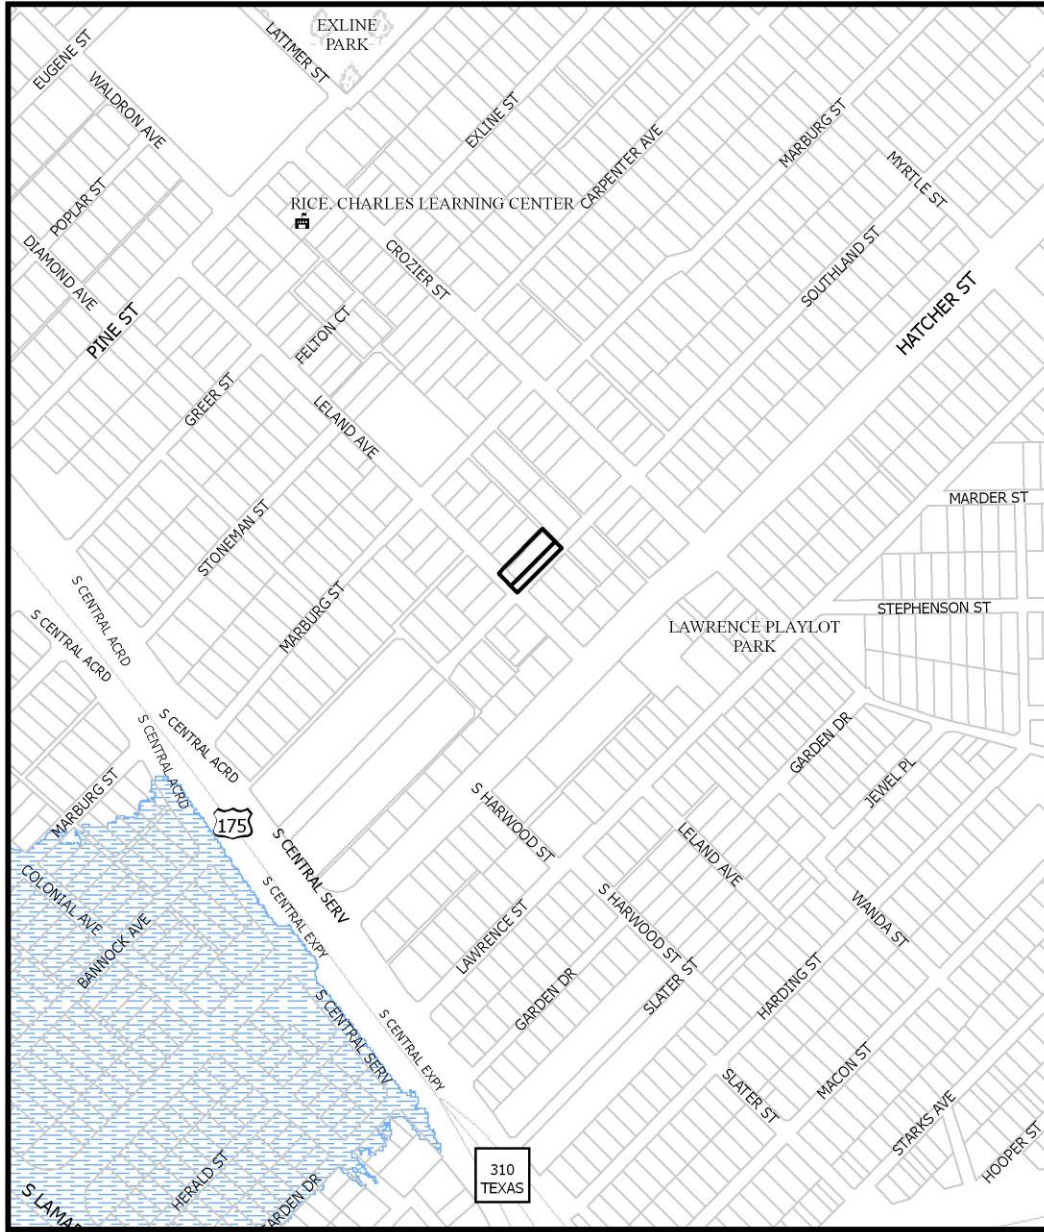 EXLINE
PARK
LATIMER ST
EUGENE ST
WALDRON AVE
EXLINE ST
MARBURG ST
CARPENTER AVE
MYRTLE ST
POPLAR ST
RICE, CHARLES LEARNING CENTER
DIAMOND AVE
CROZIER ST
SOUTHLAND ST
HATCHER ST
PINE ST
FELTON CT
GREER ST
LELAND AVE
MARDER ST
STONEMAN ST
S CENTRAL ACRD
MARBURG ST
STEPHENSON ST
LAWRENCE PLAYLOT
PARK
S CENTRAL ACRD
S CENTRAL ACRD
S CENTRAL ACRD
GARDEN DR
JEWEL PL
MARBURG ST
175
S HARWOOD ST
LELAND AVE
S CENTRAL SERV
COLONIAL AVE
BANNOCK AVE
S CENTRAL EXPY
LAWRENCE ST
S HARWOOD ST
WANDA ST
GARDEN DR
SLATER ST
HARDING ST
S CENTRAL SERV
S CENTRAL EXPY
SLATER ST
MACON ST
STARKS AVE
HOOPER ST
310
TEXAS
HERALD ST
S LAMA
ARDEN DR